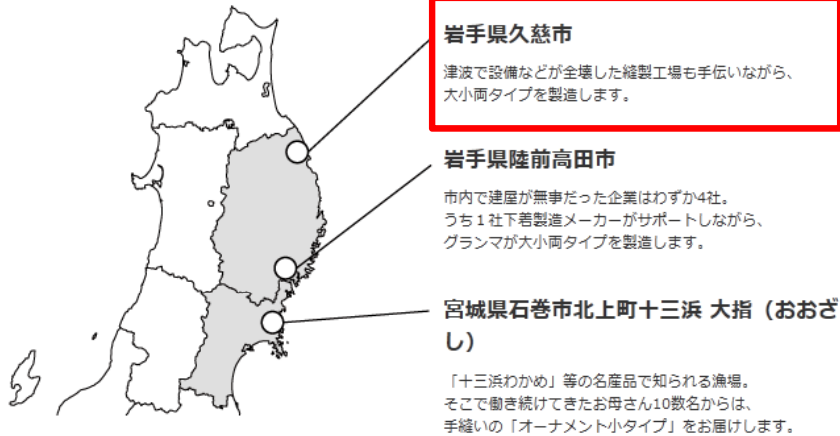 岩手県久慈市
津波で設備などが全壊した縫製工場も手伝いながら、
大小両タイプを製造します。
岩手県陸前高田市
市内で建屋が無事だった企業はわずか4社。
うち１社下着製造メーカーがサポートしながら、
グランマが大小両タイプを製造します。
宮城県石巻市北上町十三浜 大指（おおざ
し）
「十三浜わかめ」等の名産品で知られる漁場。
そこで働き続けてきたお母さん10数名からは、
手縫いの「オーナメント小タイプ」をお届けします。